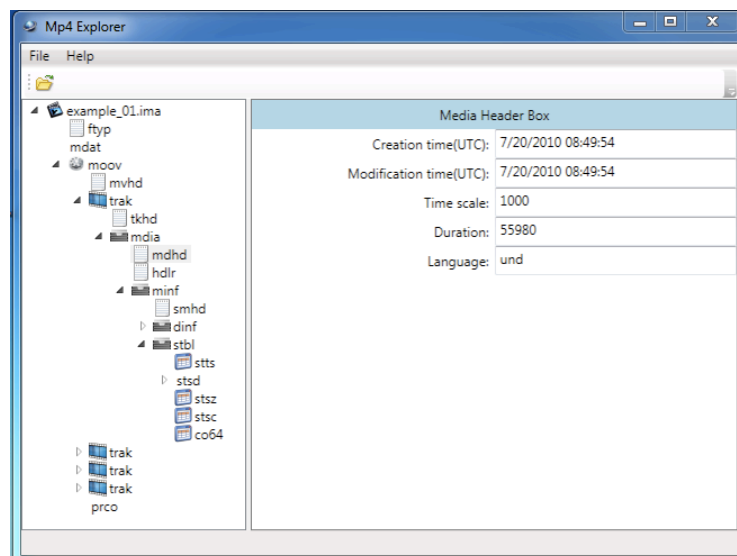 Mp4 Explorer
File Help
example_01.ima
ftyp
mdat
moov
mvhd
trak
tkhd
mdia
mdhd
hdlr
minf
smhd
dinf
stbl
stts
stsd
stsz
stsc
co64
trak
trak
trak
prco
Media Header Box
Creation time(UTC): 7/20/2010 08:49:54
Modification time(UTC): 7/20/2010 08:49:54
Time scale: 1000
Duration: 55980
Language: und